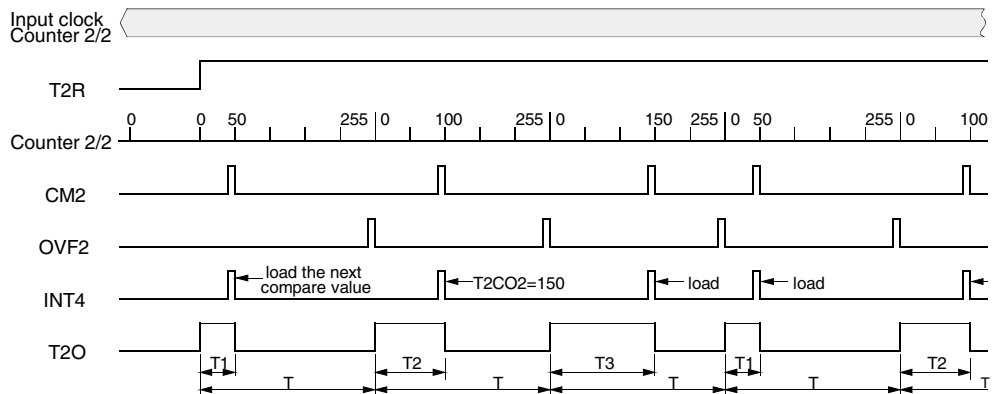 Input clock
Counter 2/2
T2R
0 0 50 255 0 100 255 0 150 255 0 50 255 0 100
Counter 2/2
CM2
OVF2
INT4
load the next
compare value
T2CO2=150
load
load
T2O
T1 T2 T3 T1 T2
T T T T T